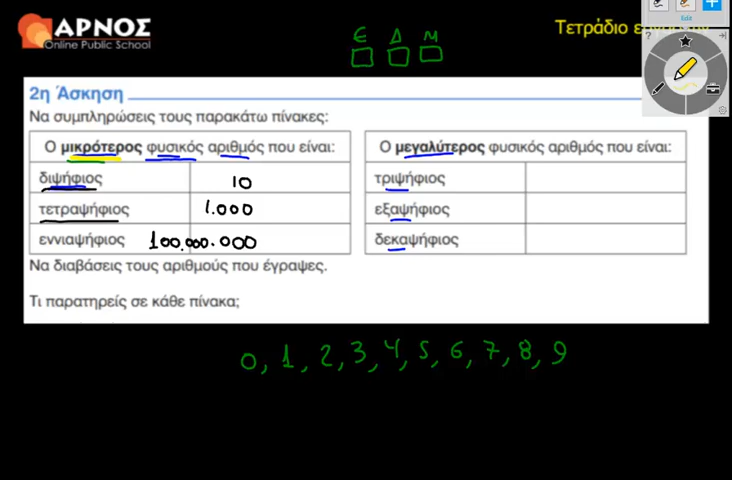 ΑΡΝΟΣ
Online Public School
Τετράδιο
Ε Δ Μ
Edit
2η Άσκηση
Να συμπληρώσεις τους παρακάτω πίνακες:
Ο μικρότερος φυσικός αριθμός που είναι:
διψήφιος 10
τετραψήφιος 1.000
εννιαψήφιος 100.000.000
Ο μεγαλύτερος φυσικός αριθμός που είναι:
τριψήφιος
εξαψήφιος
δεκαψήφιος
Να διαβάσεις τους αριθμούς που έγραψες.
Τι παρατηρείς σε κάθε πίνακα;
0, 1, 2, 3, 4, 5, 6, 7, 8, 9